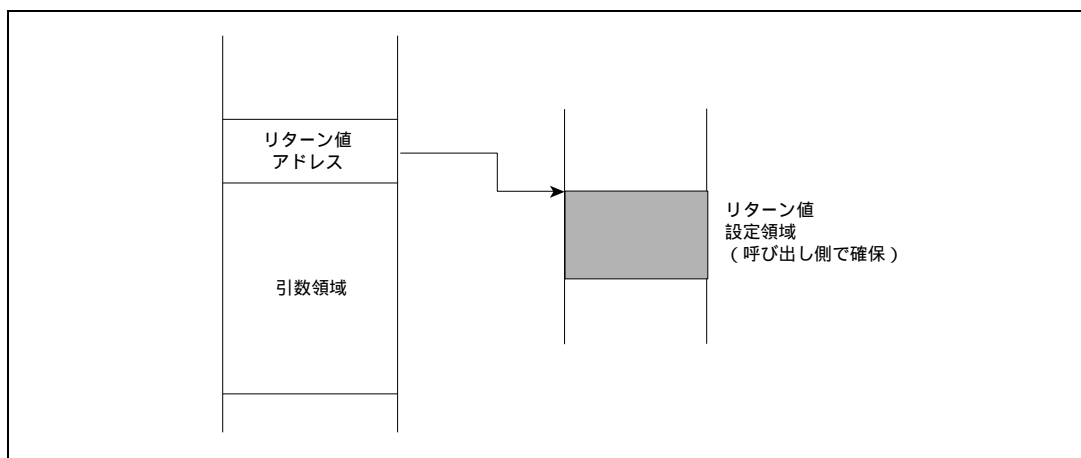 リターン値
アドレス
引数領域
リターン値
設定領域
(呼び出し側で確保)